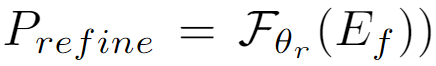 $P_{refine} = \mathcal{F}_{\theta_r}(E_f))$